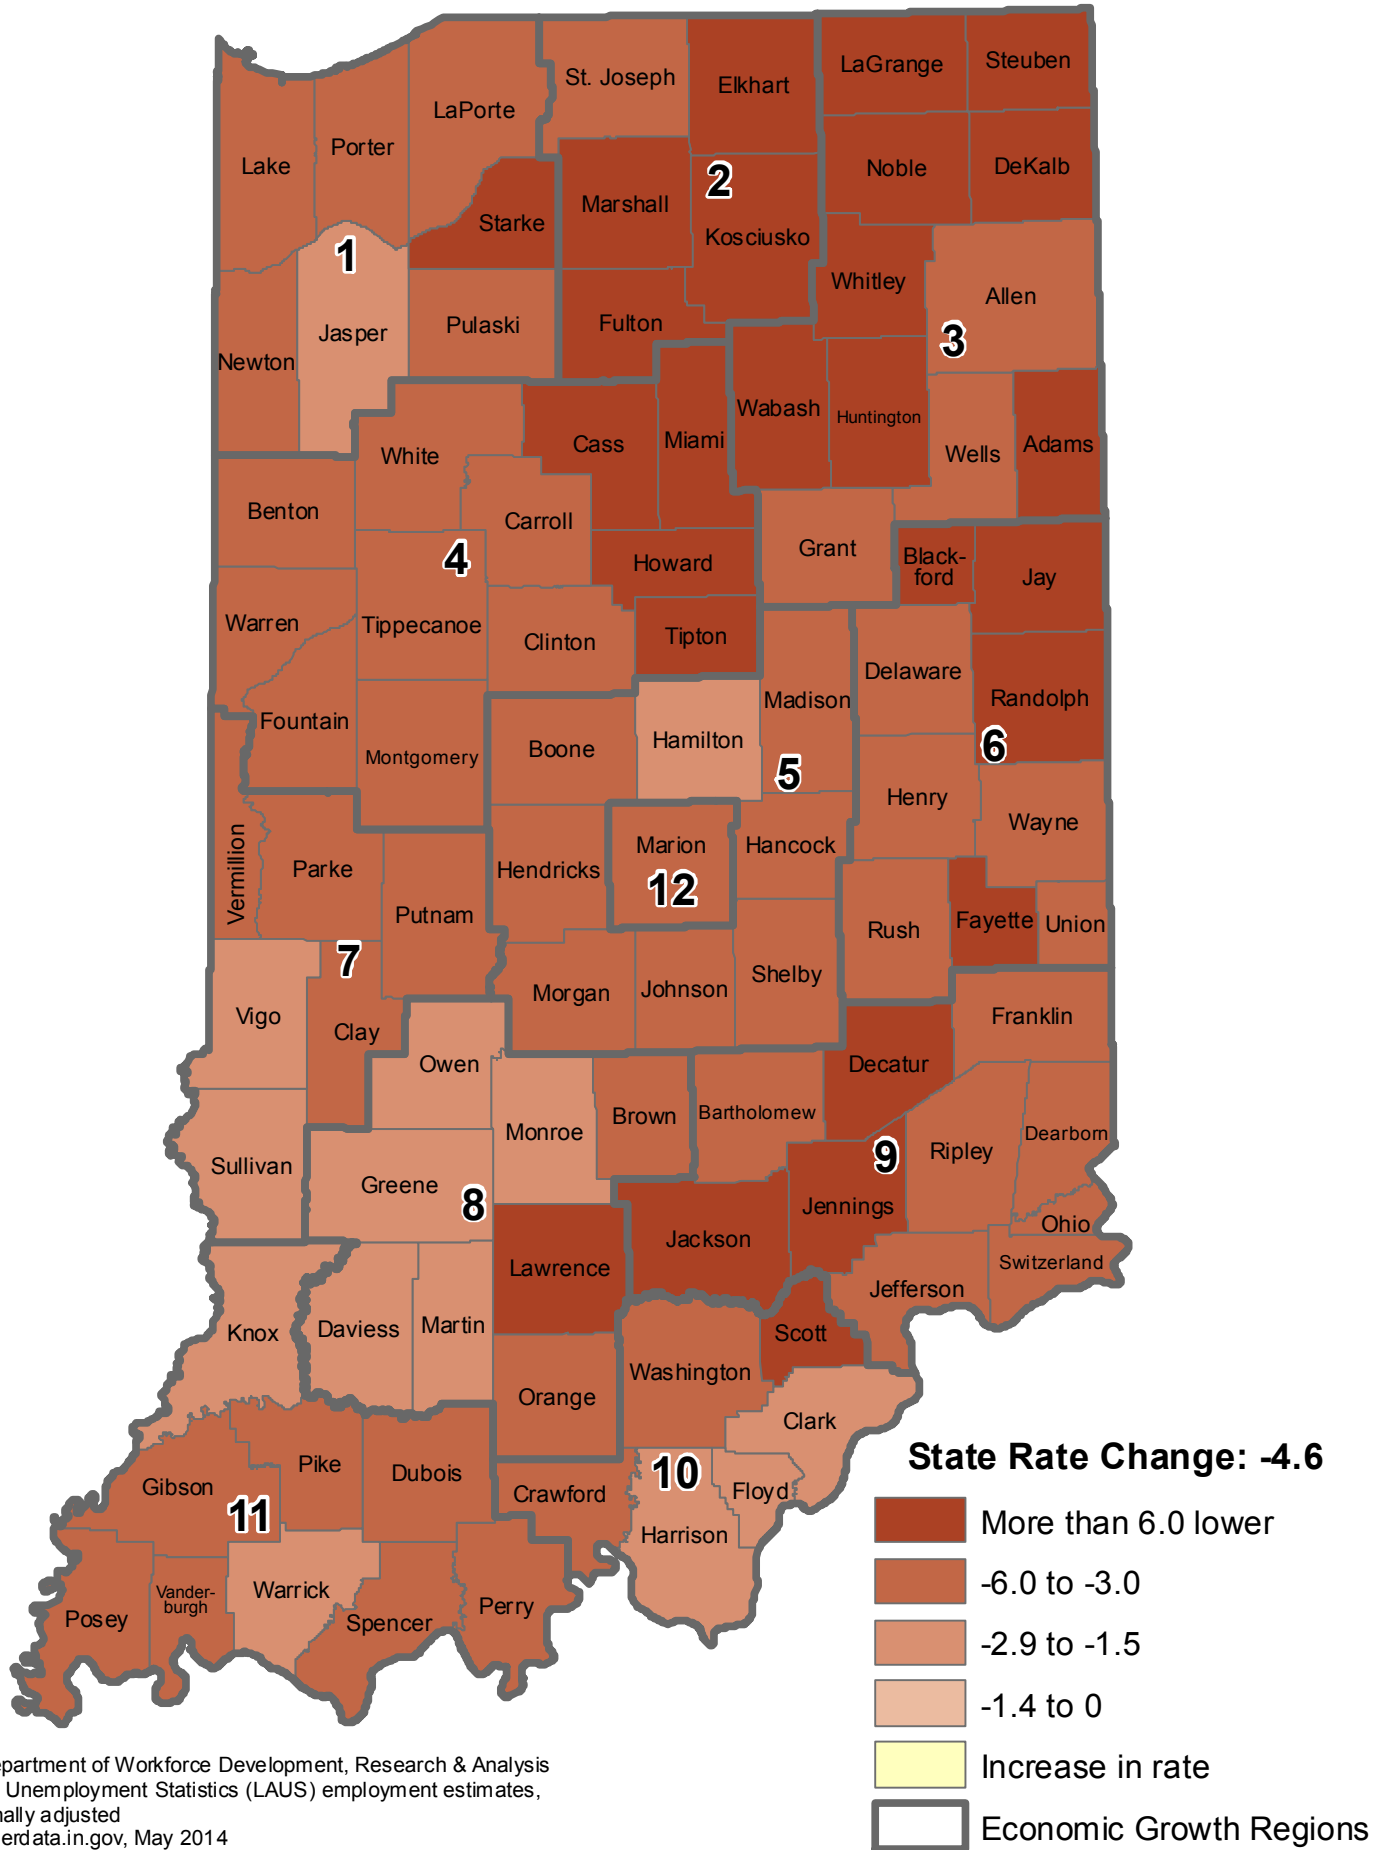 LaGrange
Steuben
St. Joseph
Elkhart
LaPorte
Porter
Lake
Noble
DeKalb
2
Marshall
Starke
Kosciusko
1
Whitley
Allen
Jasper
Pulaski
Fulton
3
Newton
Wabash
Huntington
White
Cass
Miami
Wells
Adams
Benton
Carroll
4
Howard
Grant
Black-
ford
Jay
Warren
Tippecanoe
Clinton
Tipton
Delaware
Madison
Randolph
Fountain
Boone
Hamilton
6
Montgomery
5
Henry
Wayne
Vermillion
Parke
Hendricks
Marion
12
Hancock
Putnam
Rush
Fayette
Union
7
Morgan
Johnson
Shelby
Vigo
Clay
Franklin
Owen
Decatur
Monroe
Brown
Bartholomew
Dearborn
Sullivan
Greene
8
9
Ripley
Jennings
Jackson
Ohio
Lawrence
Switzerland
Jefferson
Knox
Daviess
Martin
Scott
Washington
Orange
Clark
Pike
Dubois
10
Gibson
Crawford
Floyd
11
Harrison
Warrick
Vander-
burgh
Posey
Spencer
Perry
State Rate Change: -4.6
More than 6.0 lower
-6.0 to -3.0
-2.9 to -1.5
-1.4 to 0
Increase in rate
Economic Growth Regions
epartment of Workforce Development, Research & Analysis
Unemployment Statistics (LAUS) employment estimates,
nally adjusted
erdata.in.gov, May 2014